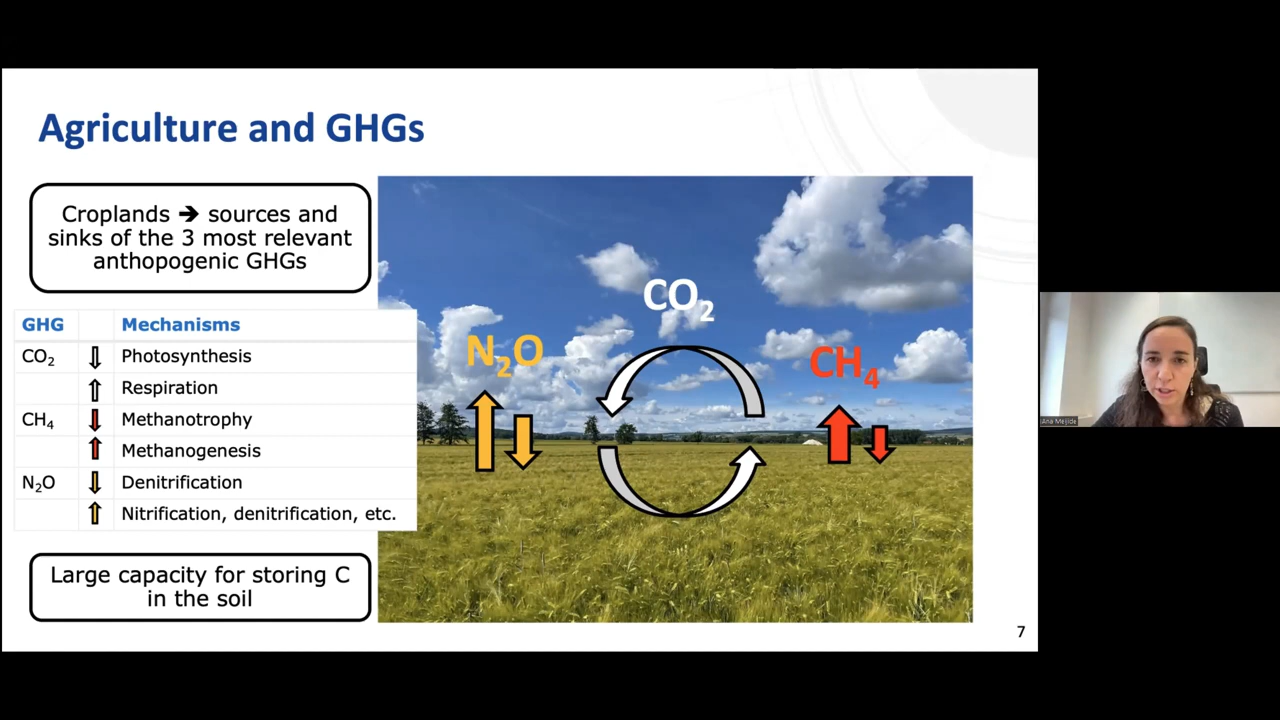 Agriculture and GHGs
Croplands 🡺 sources and
sinks of the 3 most relevant
anthopogenic GHGs
GHG Mechanisms
CO₂ ⇩ Photosynthesis
⇧ Respiration
CH₄ ⬇ Methanotrophy
⬆ Methanogenesis
N₂O ⬇ Denitrification
⬆ Nitrification, denitrification, etc.
Large capacity for storing C
in the soil
CO₂
N₂O
CH₄
7
Ana Meijide